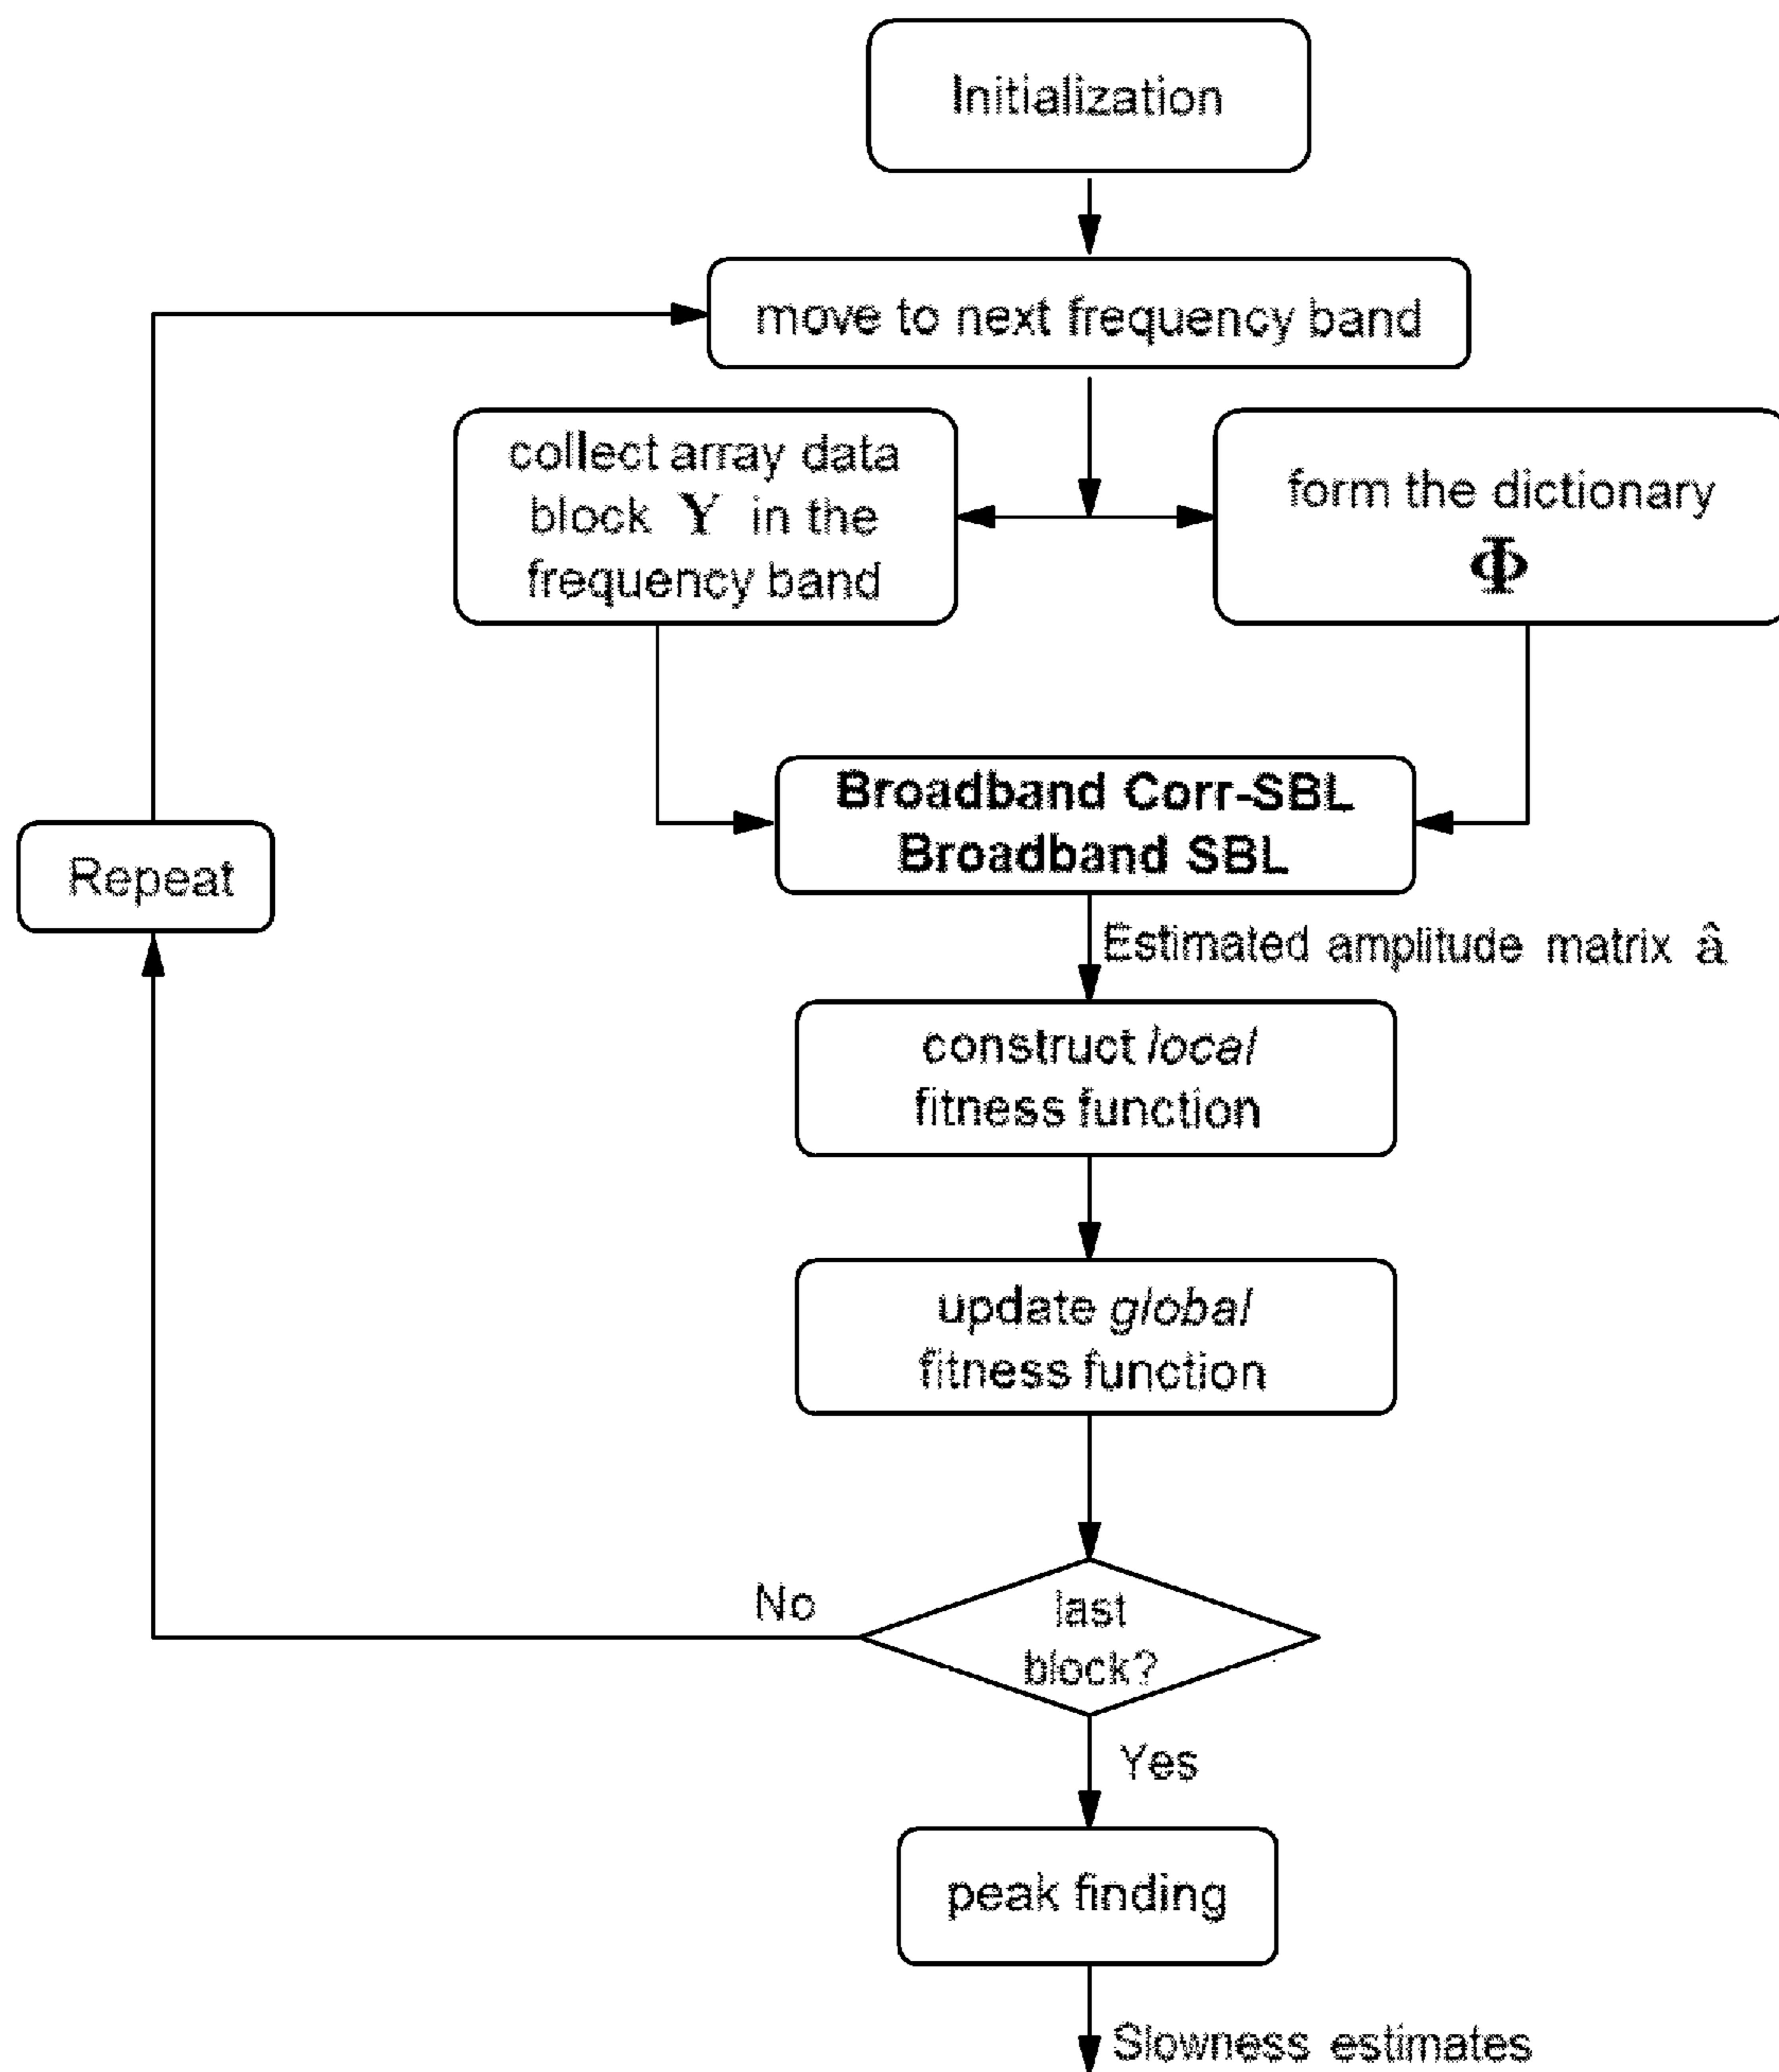 Initialization
move to next frequency band
collect array data
block Y in the
frequency band
form the dictionary
Φ
Broadband Corr-SBL
Broadband SBL
Repeat
Estimated amplitude matrix â
construct local
fitness function
update global
fitness function
No
last
block?
Yes
peak finding
Slowness estimates